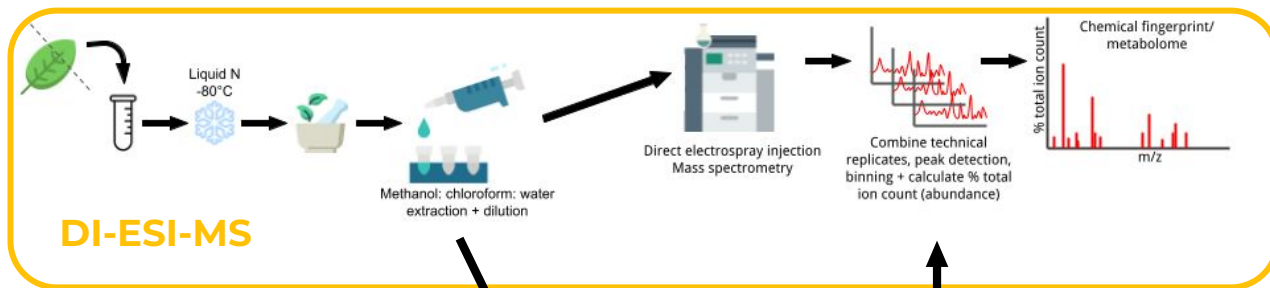 Liquid N
-80°C
Methanol: chloroform: water
extraction + dilution
Direct electrospray injection
Mass spectrometry
Combine technical
replicates, peak detection,
binning + calculate % total
ion count (abundance)
Chemical fingerprint/
metabolome
% total ion count
m/z
DI-ESI-MS